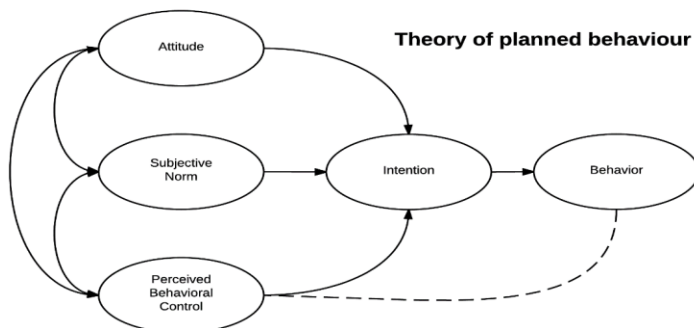 Theory of planned behaviour
Attitude
Subjective
Norm
Intention
Behavior
Perceived
Behavioral
Control